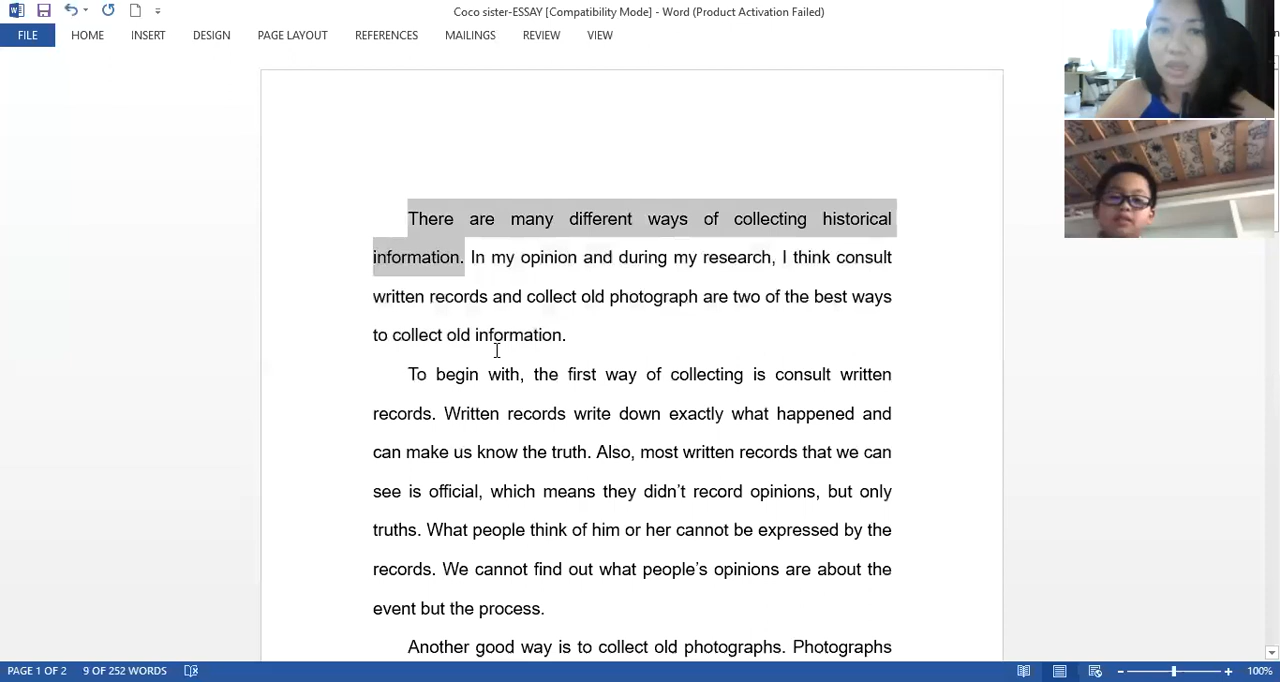 Coco sister-ESSAY [Compatibility Mode] - Word (Product Activation Failed)
FILE HOME INSERT DESIGN PAGE LAYOUT REFERENCES MAILINGS REVIEW VIEW
There are many different ways of collecting historical
information. In my opinion and during my research, I think consult
written records and collect old photograph are two of the best ways
to collect old information.
To begin with, the first way of collecting is consult written
records. Written records write down exactly what happened and
can make us know the truth. Also, most written records that we can
see is official, which means they didn't record opinions, but only
truths. What people think of him or her cannot be expressed by the
records. We cannot find out what people's opinions are about the
event but the process.
Another good way is to collect old photographs. Photographs
PAGE 1 OF 2 9 OF 252 WORDS 100%